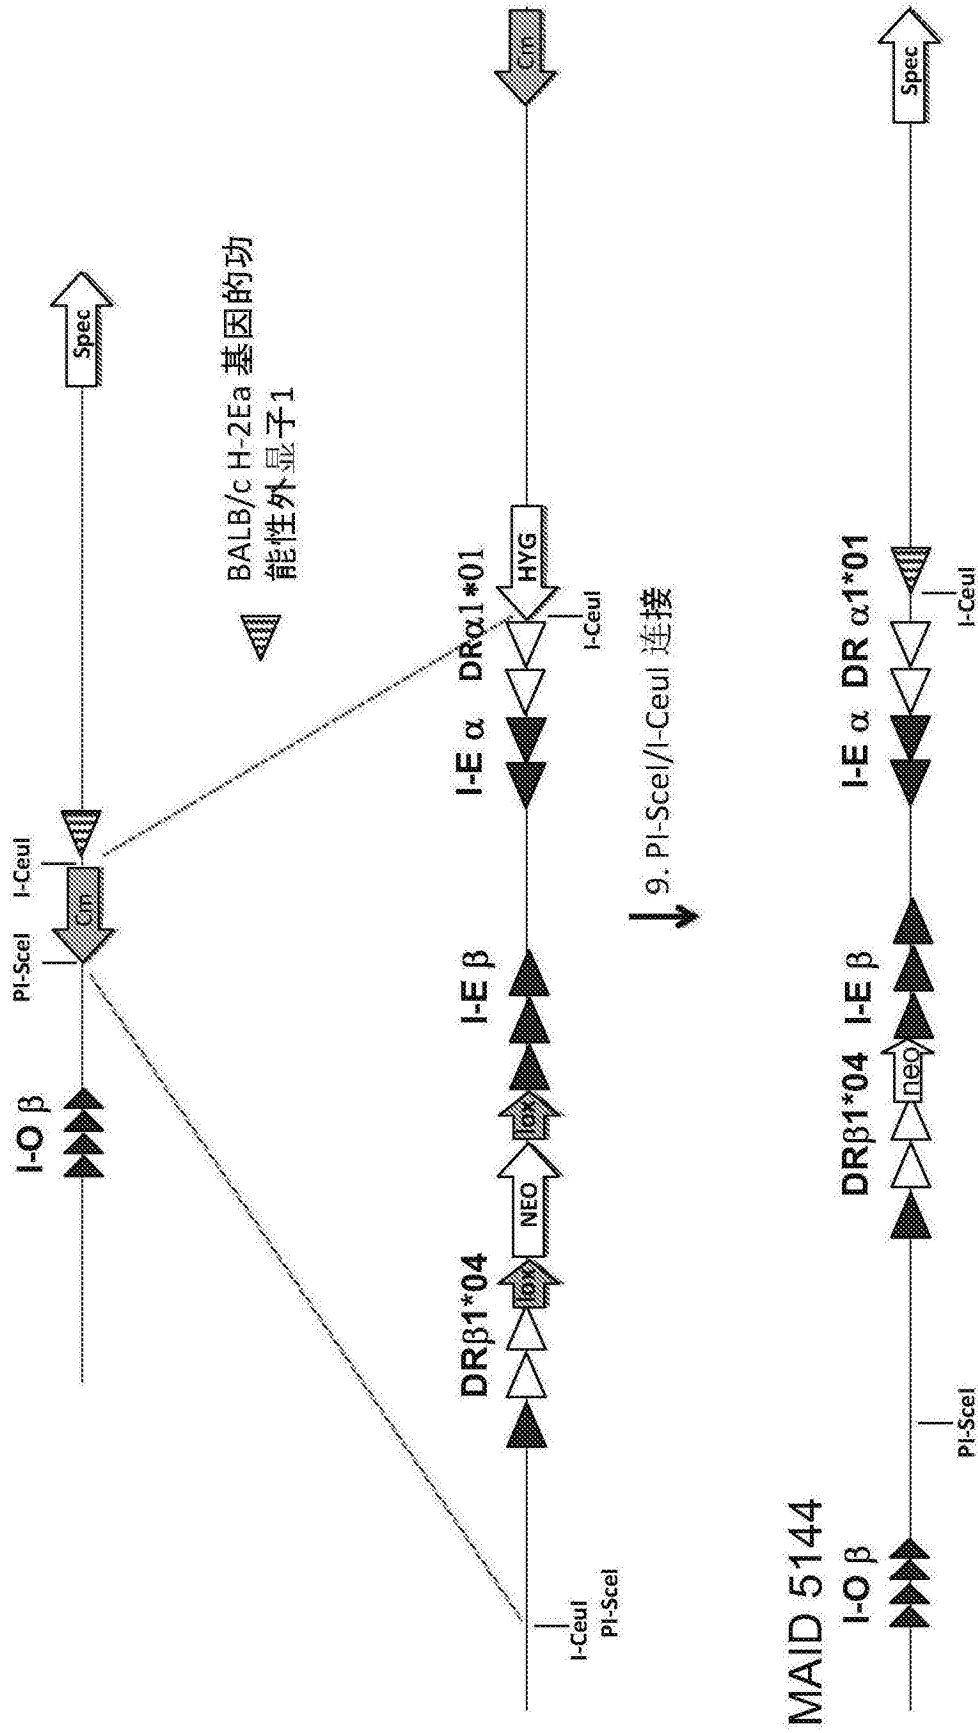 I-O β
PI-SceI
I-CeuI
Cm
Spec
BALB/c H-2Ea 基因的功
能性外显子1
DRβ1*04
I-E β
I-E α
DRα1*01
lox
NEO
lox
HYG
Cm
I-CeuI
PI-SceI
I-CeuI
9. PI-SceI/I-CeuI 连接
MAID 5144
I-O β
DRβ1*04
I-E β
I-E α
DR α1*01
neo
Spec
PI-SceI
I-CeuI